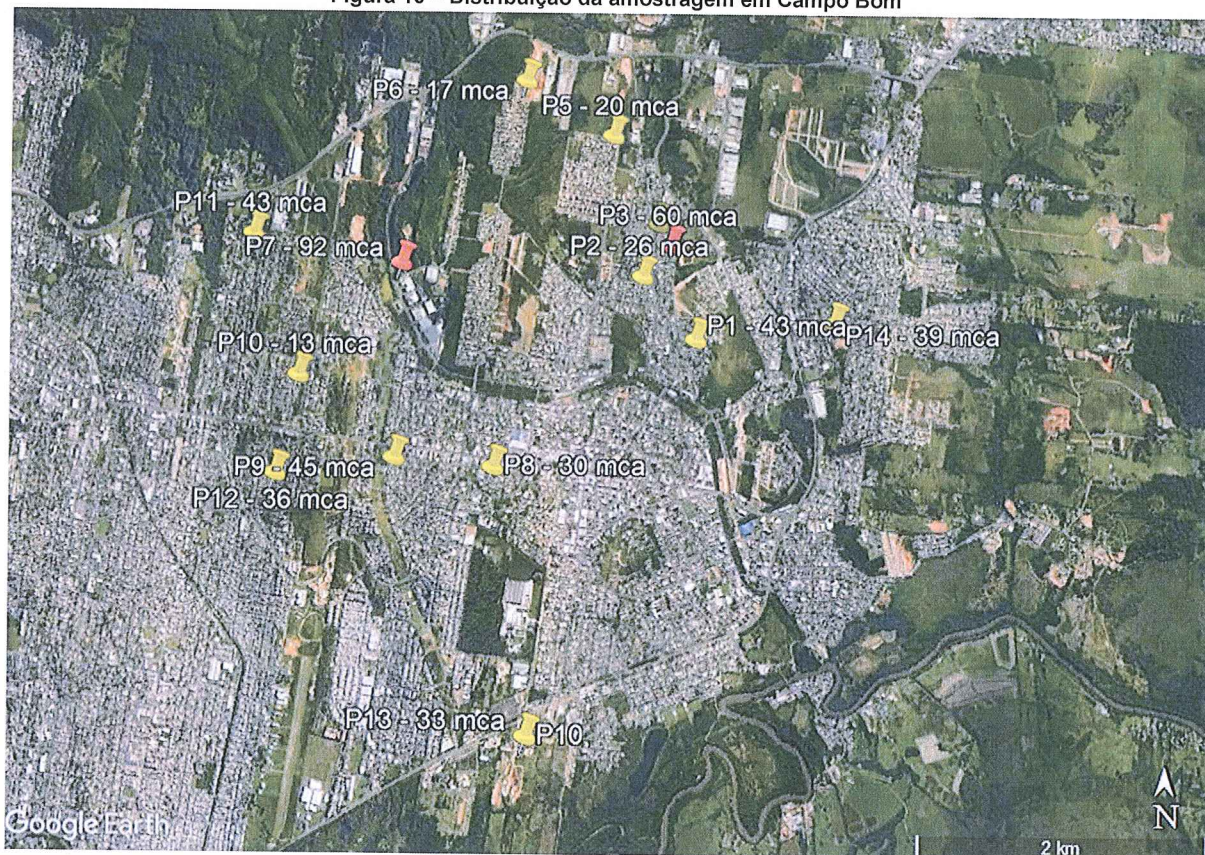 Figura 10 – Distribuição da amostragem em Campo Bom
P6 - 17 mca
P5 - 20 mca
P11 - 43 mca
P3 - 60 mca
P7 - 92 mca
P2 - 26 mca
P1 - 43 mca
P14 - 39 mca
P10 - 13 mca
P9 - 45 mca
P8 - 30 mca
P12 - 36 mca
P13 - 33 mca
P10
Google Earth
N
2 km